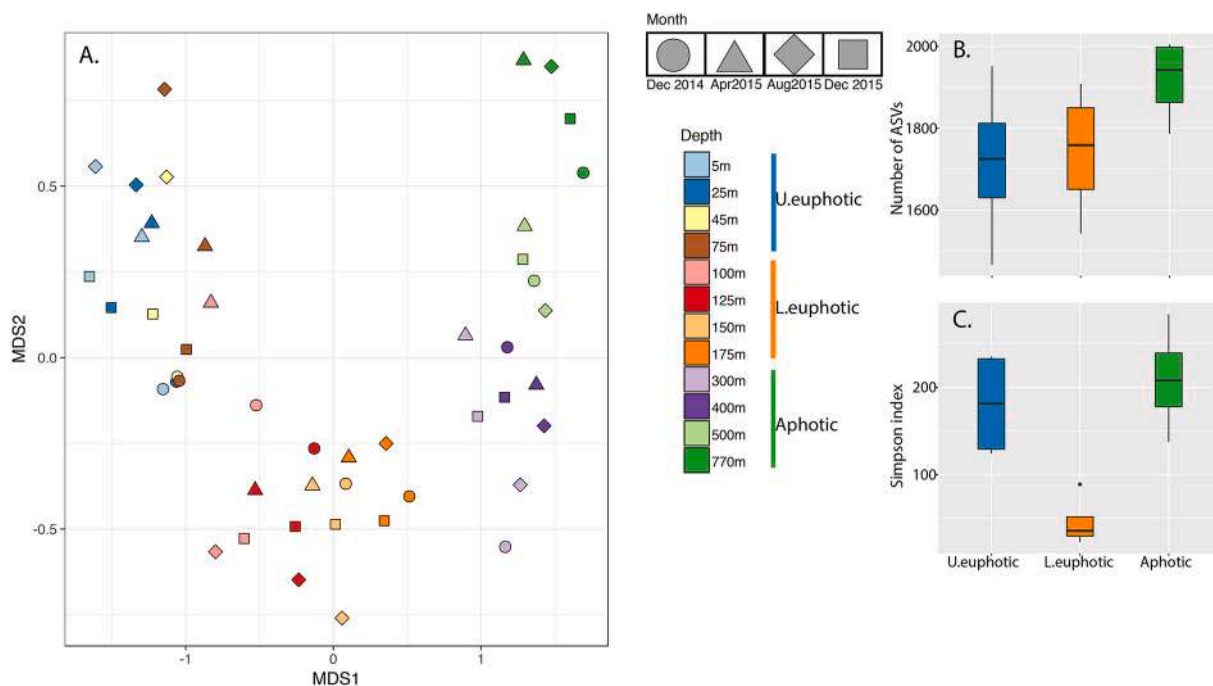 A.
MDS2
0.5
0.0
-0.5
-1
0
1
MDS1
Month
Dec 2014
Apr2015
Aug2015
Dec 2015
Depth
5m
25m
45m
75m
100m
125m
150m
175m
300m
400m
500m
770m
U.euphotic
L.euphotic
Aphotic
B.
Number of ASVs
2000
1800
1600
C.
Simpson index
200
100
U.euphotic
L.euphotic
Aphotic